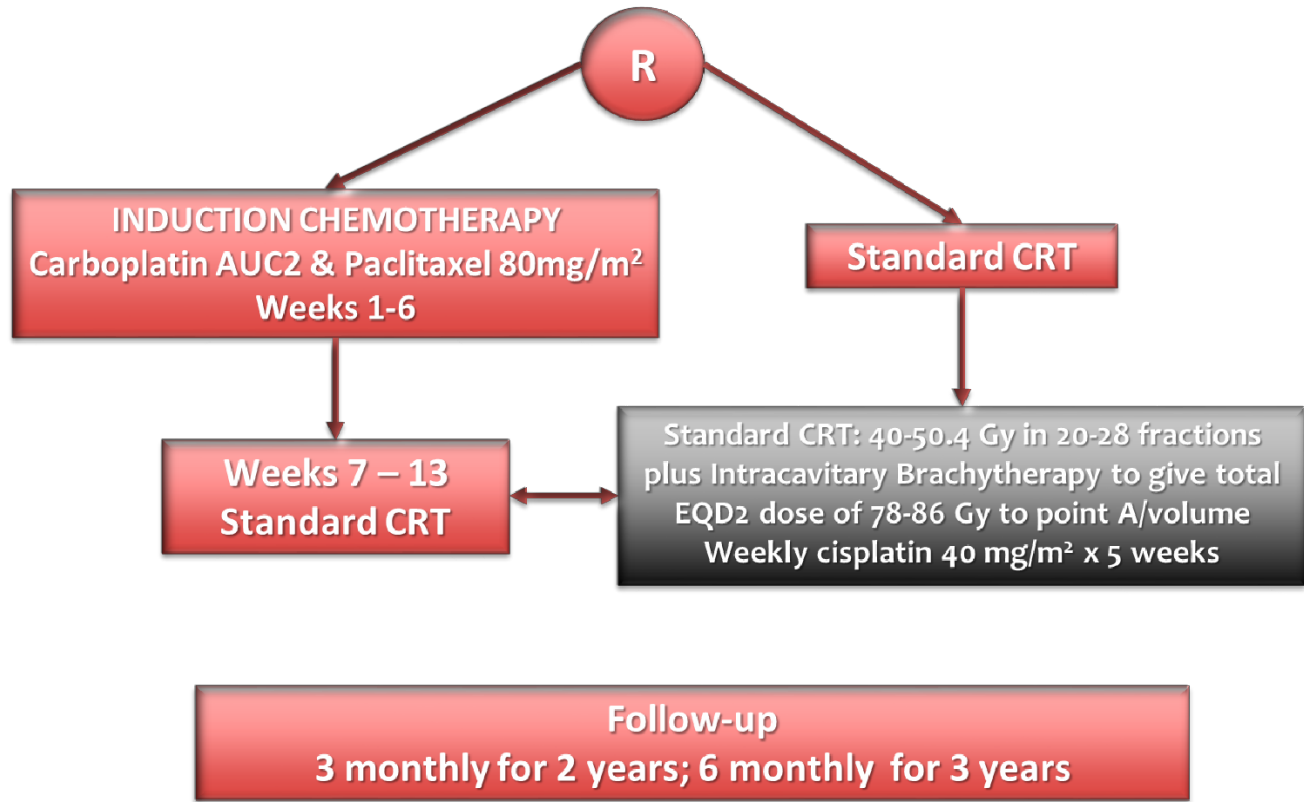 R
INDUCTION CHEMOTHERAPY
Carboplatin AUC2 & Paclitaxel 80mg/m²
Weeks 1-6
Standard CRT
Weeks 7 – 13
Standard CRT
Standard CRT: 40-50.4 Gy in 20-28 fractions
plus Intracavitary Brachytherapy to give total
EQD2 dose of 78-86 Gy to point A/volume
Weekly cisplatin 40 mg/m² x 5 weeks
Follow-up
3 monthly for 2 years; 6 monthly for 3 years